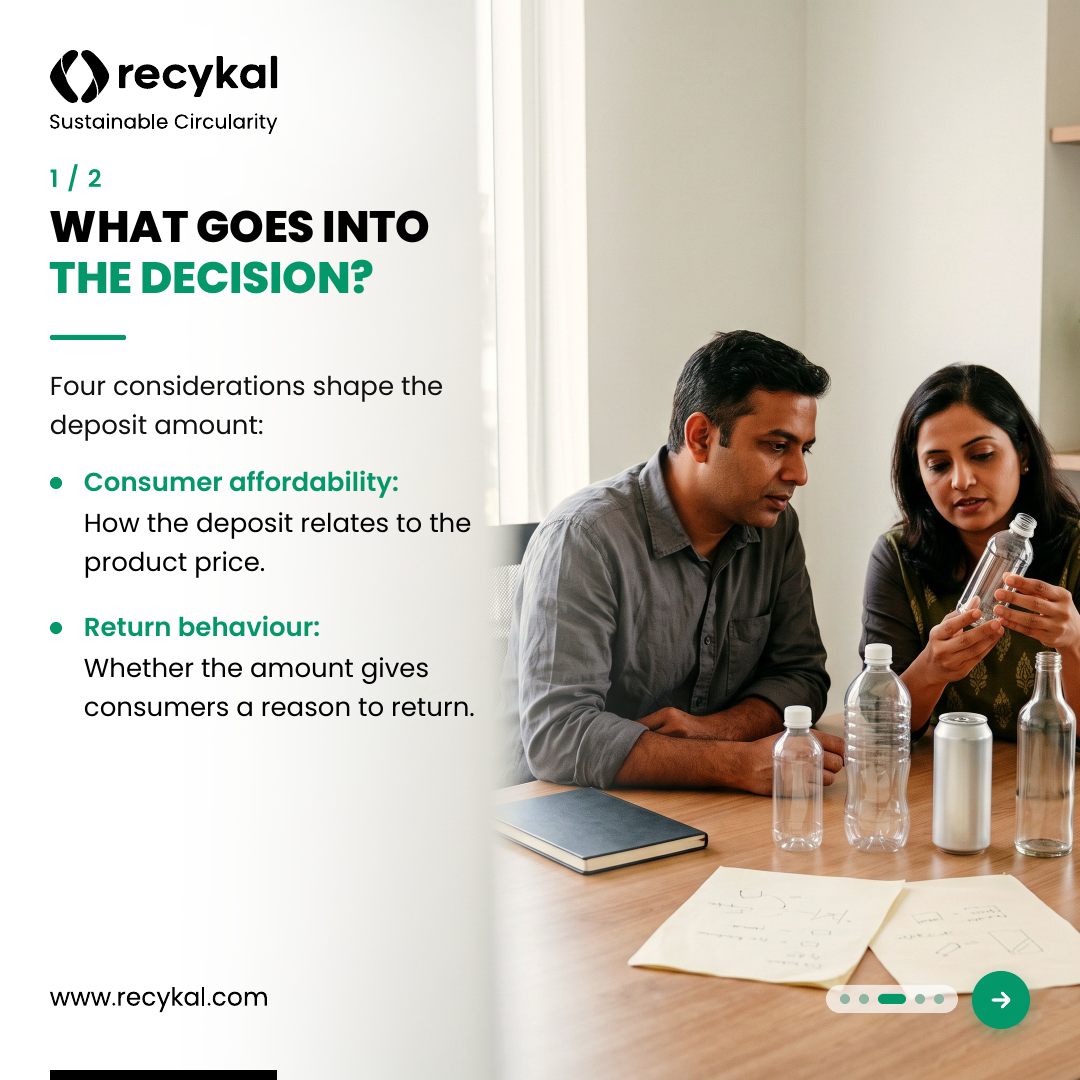 recykal
Sustainable Circularity
1 / 2
WHAT GOES INTO
THE DECISION?
Four considerations shape the
deposit amount:
Consumer affordability:
How the deposit relates to the
product price.
Return behaviour:
Whether the amount gives
consumers a reason to return.
www.recykal.com